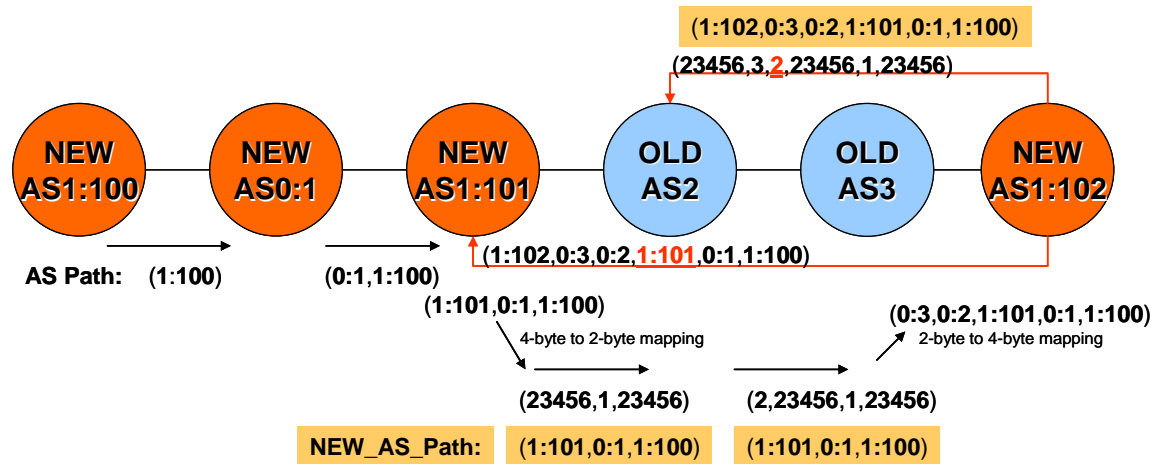 (1:102,0:3,0:2,1:101,0:1,1:100)
(23456,3,2,23456,1,23456)
NEW
AS1:100
NEW
AS0:1
NEW
AS1:101
OLD
AS2
OLD
AS3
NEW
AS1:102
(1:102,0:3,0:2,1:101,0:1,1:100)
AS Path:
(1:100)
(0:1,1:100)
(1:101,0:1,1:100)
(0:3,0:2,1:101,0:1,1:100)
4-byte to 2-byte mapping
2-byte to 4-byte mapping
(23456,1,23456)
(2,23456,1,23456)
NEW_AS_Path:
(1:101,0:1,1:100)
(1:101,0:1,1:100)